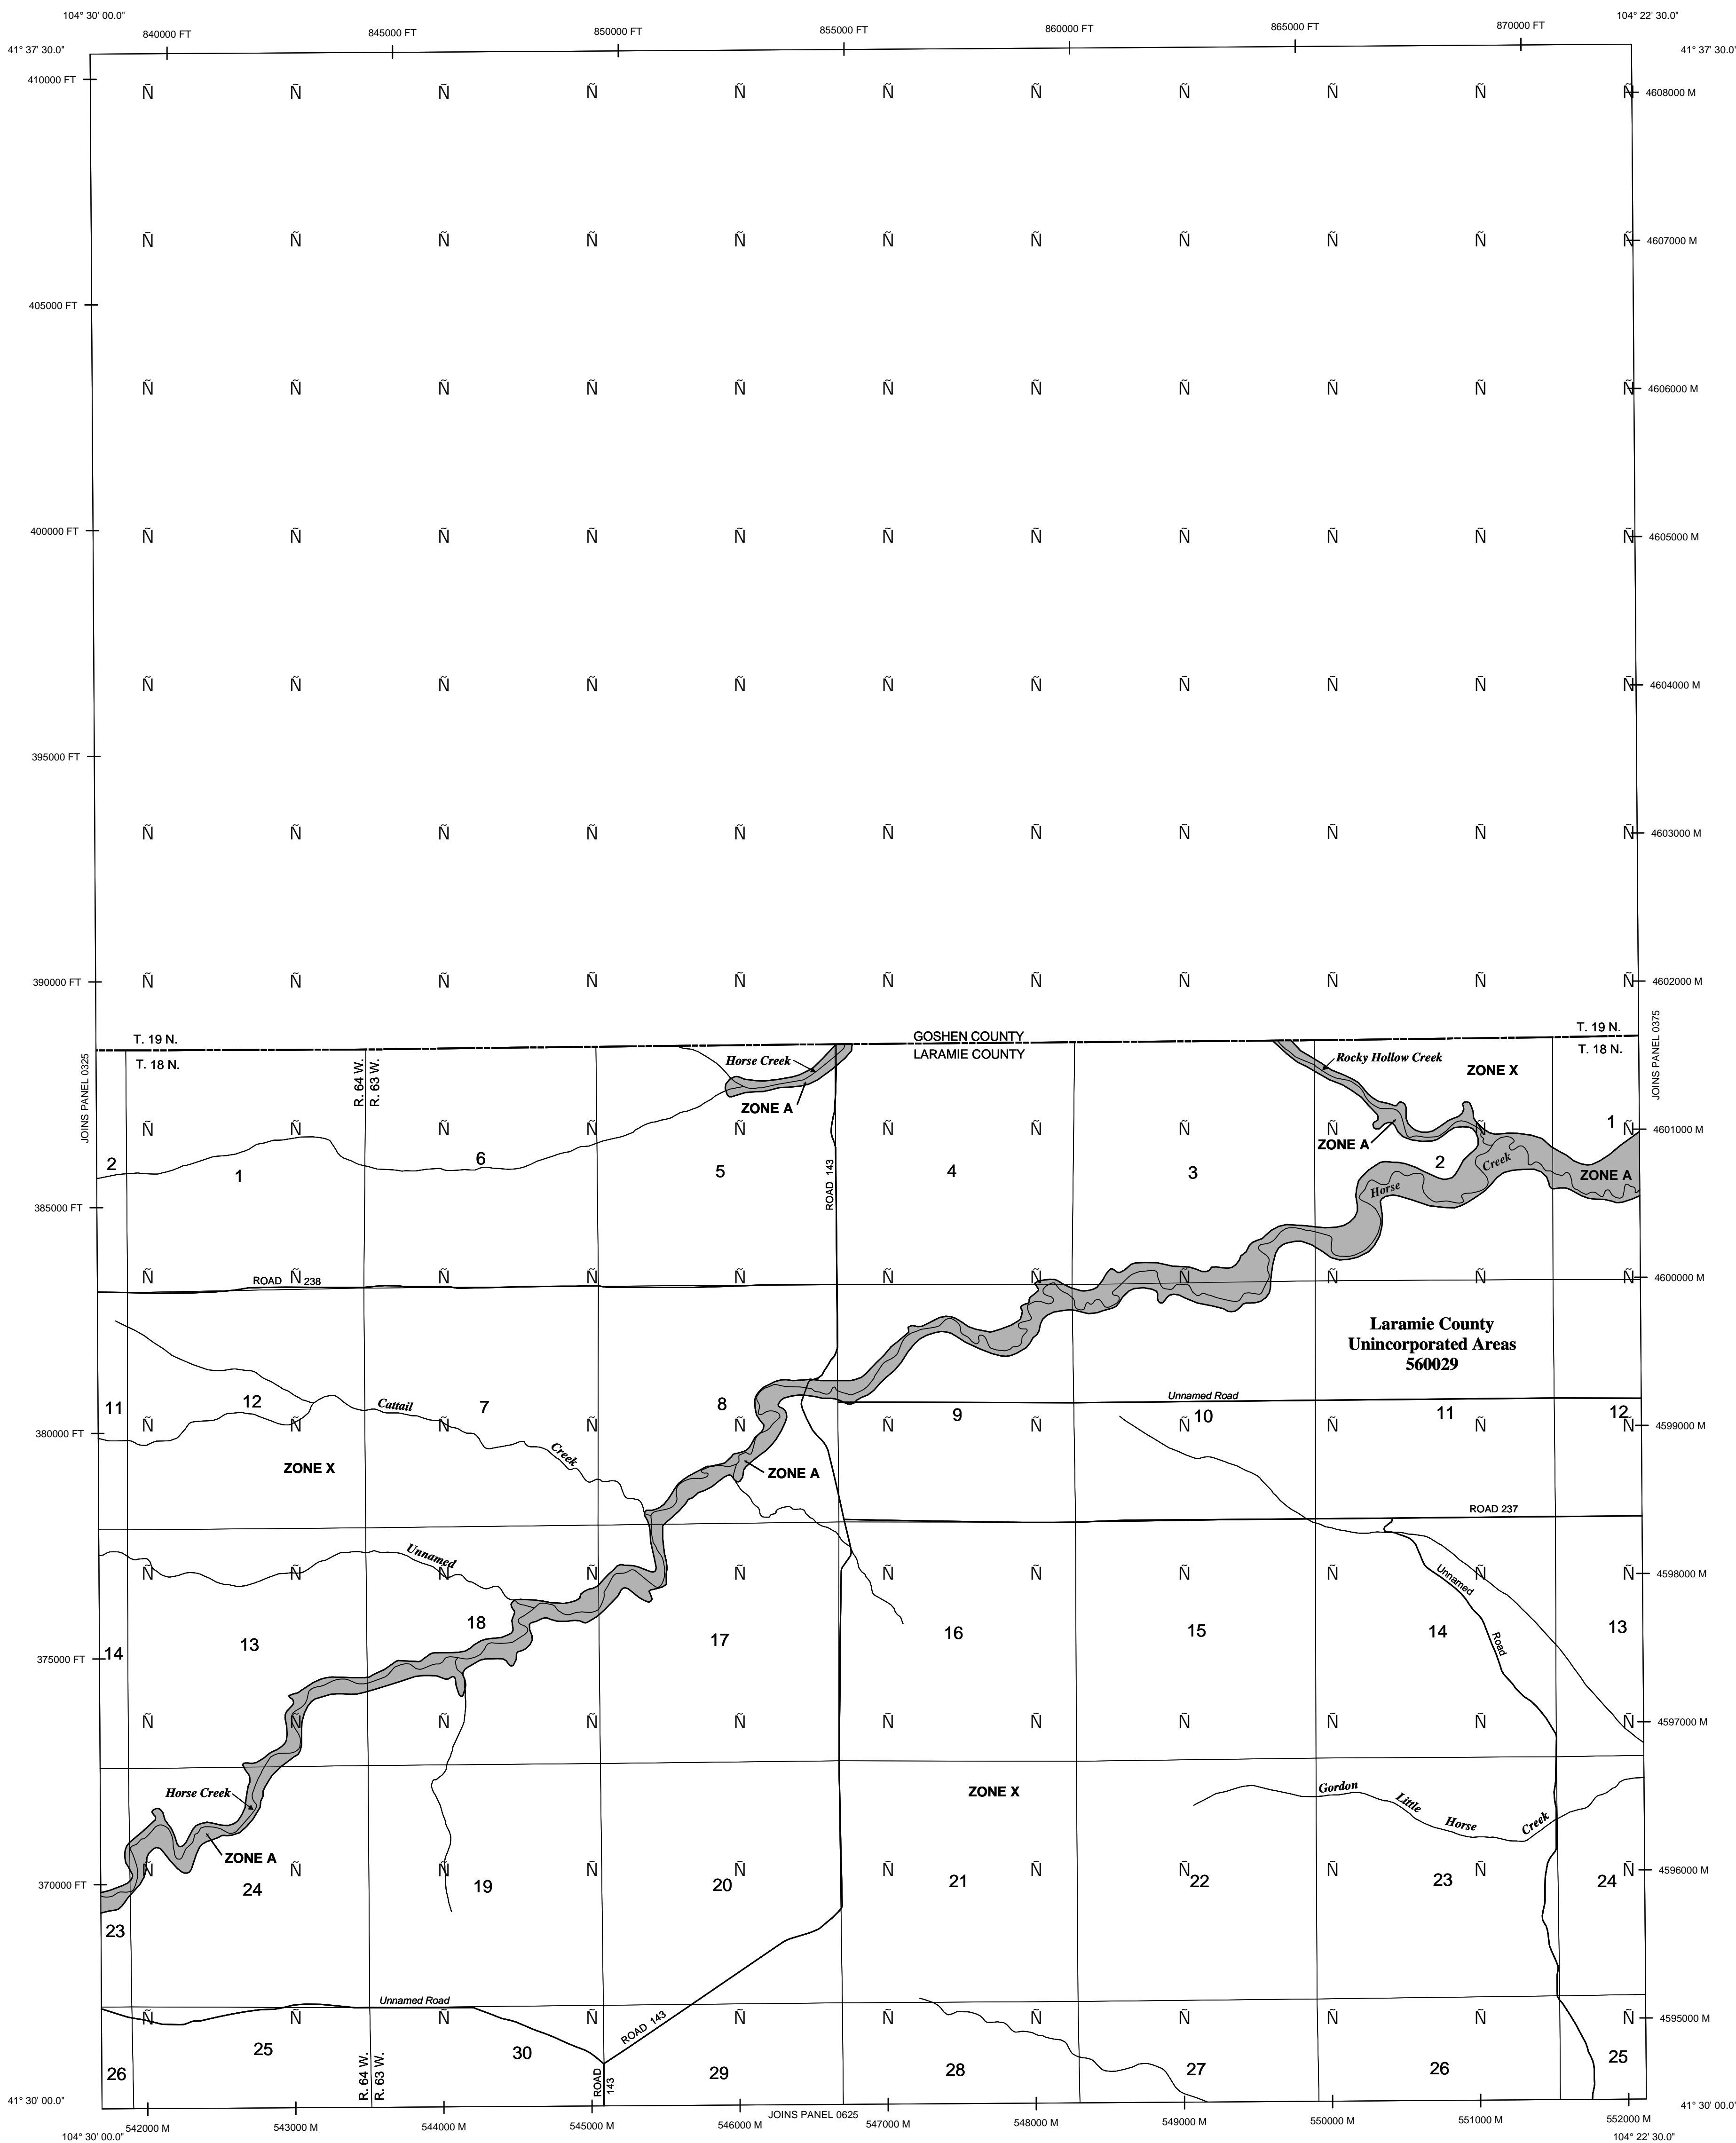 104° 30' 00.0"
104° 22' 30.0"
840000 FT
845000 FT
850000 FT
855000 FT
860000 FT
865000 FT
870000 FT
41° 37' 30.0"
41° 37' 30.0"
410000 FT
Ñ Ñ Ñ Ñ Ñ Ñ Ñ Ñ Ñ Ñ Ñ
4608000 M
Ñ Ñ Ñ Ñ Ñ Ñ Ñ Ñ Ñ Ñ Ñ
4607000 M
405000 FT
Ñ Ñ Ñ Ñ Ñ Ñ Ñ Ñ Ñ Ñ Ñ
4606000 M
400000 FT
Ñ Ñ Ñ Ñ Ñ Ñ Ñ Ñ Ñ Ñ Ñ
4605000 M
Ñ Ñ Ñ Ñ Ñ Ñ Ñ Ñ Ñ Ñ Ñ
4604000 M
395000 FT
Ñ Ñ Ñ Ñ Ñ Ñ Ñ Ñ Ñ Ñ Ñ
4603000 M
390000 FT
Ñ Ñ Ñ Ñ Ñ Ñ Ñ Ñ Ñ Ñ Ñ
4602000 M
T. 19 N.
GOSHEN COUNTY
T. 19 N.
T. 18 N.
LARAMIE COUNTY
T. 18 N.
JOINS PANEL 0325
JOINS PANEL 0375
R. 64 W.
R. 63 W.
Horse Creek
Rocky Hollow Creek
ZONE X
ZONE A
Ñ Ñ Ñ Ñ Ñ Ñ Ñ Ñ Ñ Ñ Ñ
4601000 M
1
ZONE A
2
1
6
5
4
3
2
Creek
ZONE A
Horse
ROAD 143
385000 FT
ROAD 238
Ñ Ñ Ñ Ñ Ñ Ñ Ñ Ñ Ñ Ñ Ñ
4600000 M
Laramie County
Unincorporated Areas
560029
Unnamed Road
11
12
Cattail
7
8
9
10
11
12
Ñ Ñ Ñ Ñ Ñ Ñ Ñ Ñ Ñ Ñ Ñ
4599000 M
380000 FT
Creek
ZONE X
ZONE A
ROAD 237
Unnamed
Ñ Ñ Ñ Ñ Ñ Ñ Ñ Ñ Ñ Ñ Ñ
4598000 M
Unnamed
Road
14
13
18
17
16
15
14
13
375000 FT
Ñ Ñ Ñ Ñ Ñ Ñ Ñ Ñ Ñ Ñ Ñ
4597000 M
Horse Creek
ZONE X
Gordon
Little
Horse
Creek
ZONE A
Ñ Ñ Ñ Ñ Ñ Ñ Ñ Ñ Ñ Ñ Ñ
4596000 M
370000 FT
23
24
19
20
21
22
23
24
Unnamed Road
ROAD 143
Ñ Ñ Ñ Ñ Ñ Ñ Ñ Ñ Ñ Ñ Ñ
4595000 M
26
25
30
29
28
27
26
25
R. 64 W.
R. 63 W.
ROAD
143
41° 30' 00.0"
41° 30' 00.0"
JOINS PANEL 0625
542000 M
543000 M
544000 M
545000 M
546000 M
547000 M
548000 M
549000 M
550000 M
551000 M
552000 M
104° 30' 00.0"
104° 22' 30.0"